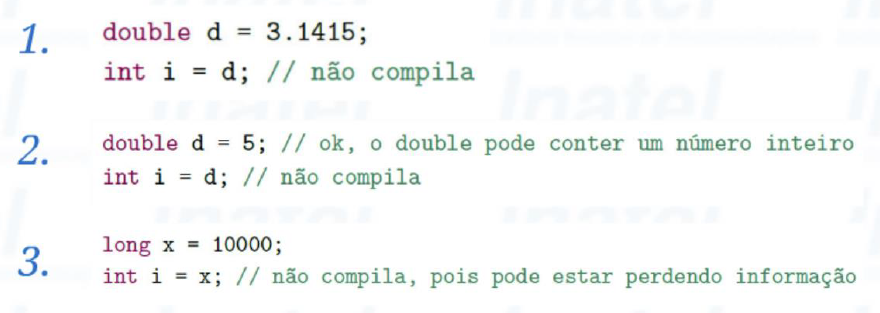 1.
double d = 3.1415;
int i = d; // não compila
2.
double d = 5; // ok, o double pode conter um número inteiro
int i = d; // não compila
3.
long x = 10000;
int i = x; // não compila, pois pode estar perdendo informação
Inatel